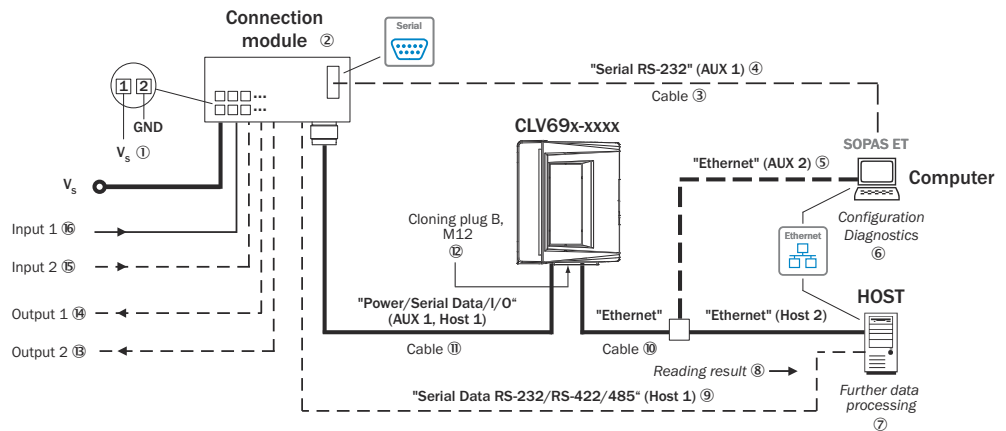 Connection
module ②
Serial
1 2
GND
Vs ①
"Serial RS-232" (AUX 1) ④
Cable ③
CLV69x-xxxx
SOPAS ET
"Ethernet" (AUX 2) ⑤
Computer
Vs
Input 1 ⑯
Input 2 ⑮
Output 1 ⑭
Output 2 ⑬
Cloning plug B,
M12
⑫
Configuration
Diagnostics
⑥
Ethernet
HOST
"Power/Serial Data/I/O“
(AUX 1, Host 1)
Cable ⑪
"Ethernet"
"Ethernet" (Host 2)
Cable ⑩
Reading result ⑧
"Serial Data RS-232/RS-422/485“ (Host 1) ⑨
Further data
processing
⑦